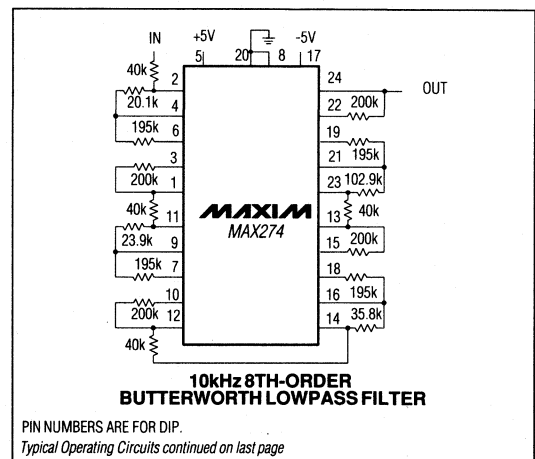 IN +5V -5V
5 20 8 17
40k
2 24 OUT
20.1k 22 200k
4 19
195k 195k
6 21
3 23 102.9k
200k 40k
1 13
40k 11 200k
23.9k 15
9 18
195k 195k
7 16
10 35.8k
200k 14
12
40k
MAXIM
MAX274
10kHz 8TH-ORDER
BUTTERWORTH LOWPASS FILTER
PIN NUMBERS ARE FOR DIP.
Typical Operating Circuits continued on last page